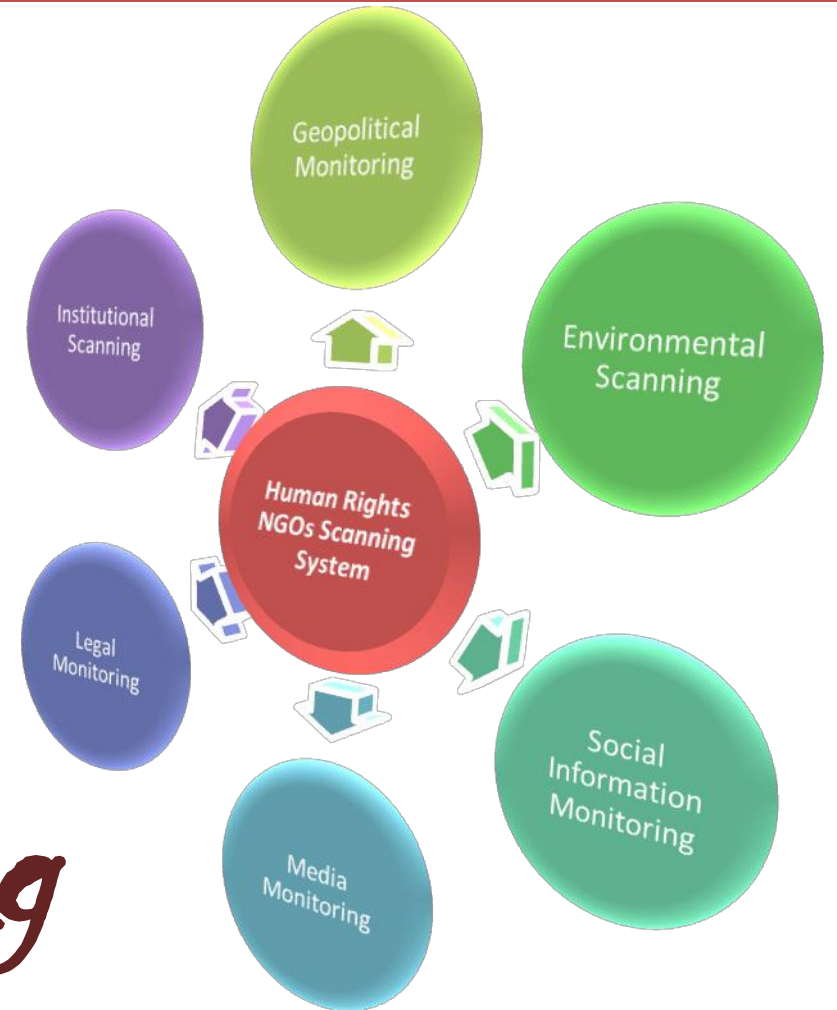 Geopolitical
Monitoring
Environmental
Scanning
Institutional
Scanning
Human Rights
NGOs Scanning
System
Legal
Monitoring
Social
Information
Monitoring
Media
Monitoring
g